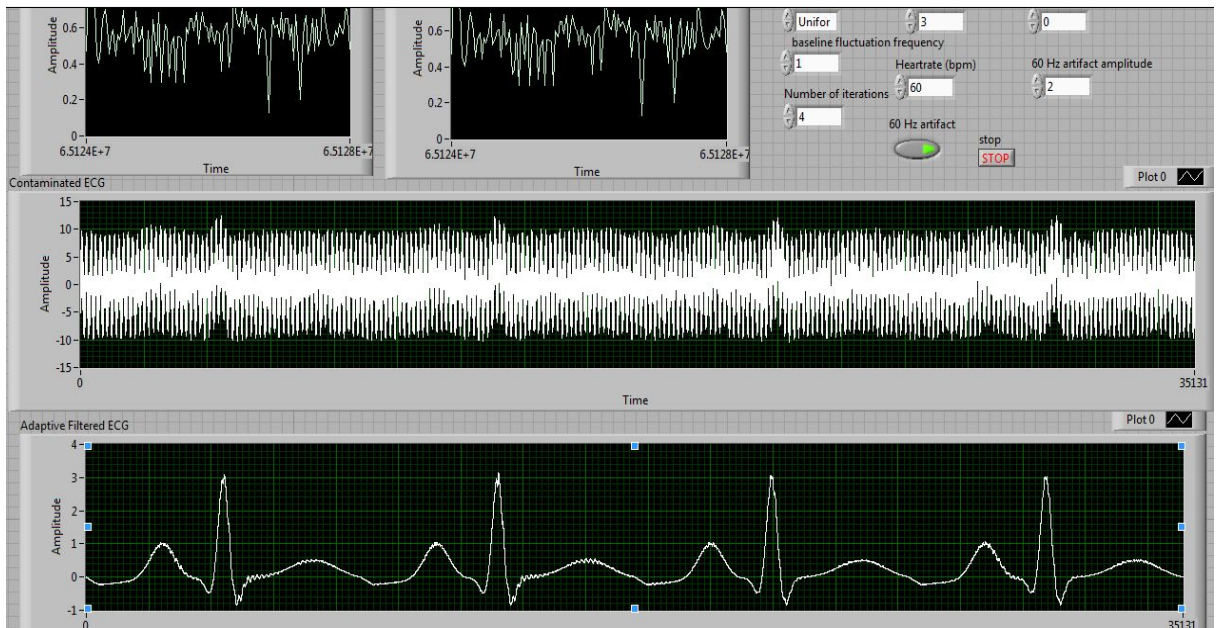 Unifor
3
0
baseline fluctuation frequency
1
Heartrate (bpm)
60
60 Hz artifact amplitude
2
Number of iterations
4
60 Hz artifact
stop
STOP
Amplitude
0.6
0.4
0.2
0
6.5124E+7
6.5128E+7
Time
Amplitude
0.6
0.4
0.2
0
6.5124E+7
6.5128E+7
Time
Contaminated ECG
Plot 0
Amplitude
15
10
5
0
-5
-10
-15
0
35131
Time
Adaptive Filtered ECG
Plot 0
Amplitude
4
3
2
1
0
-1
0
35131